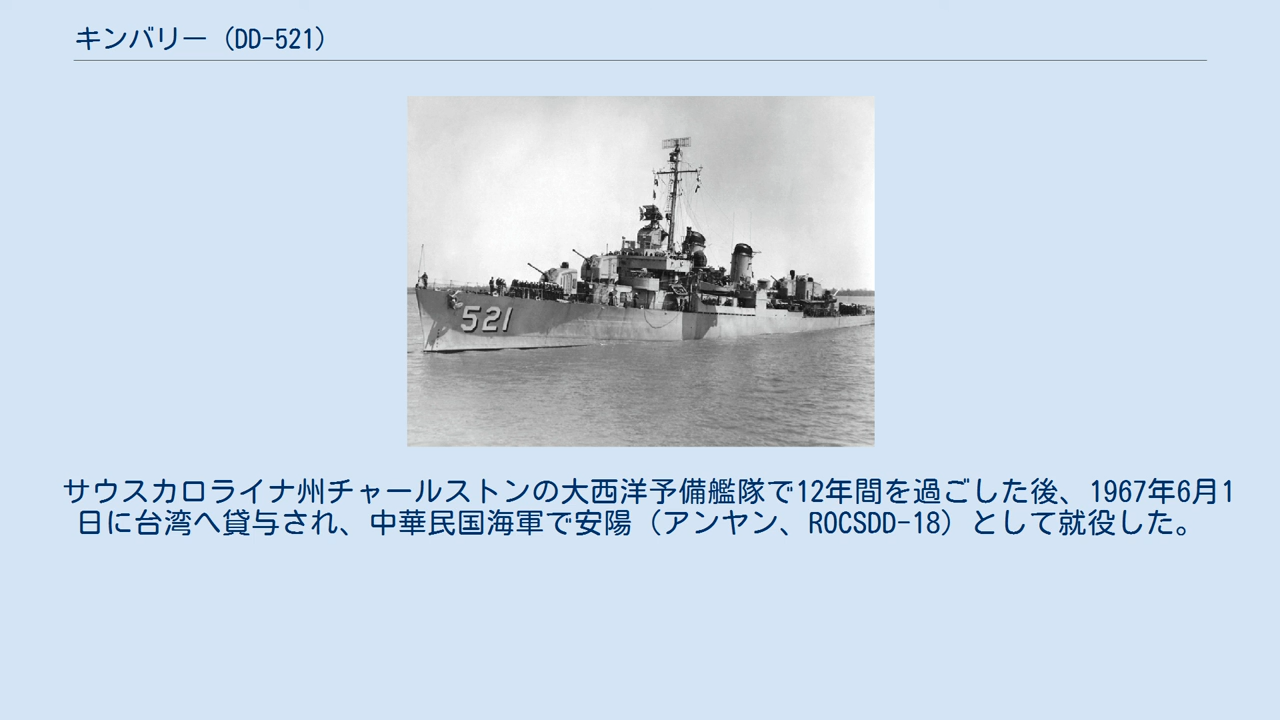 キンバリー（DD-521）
521
サウスカロライナ州チャールストンの大西洋予備艦隊で12年間を過ごした後、1967年6月1
日に台湾へ貸与され、中華民国海軍で安陽（アンヤン、ROCSDD-18）として就役した。